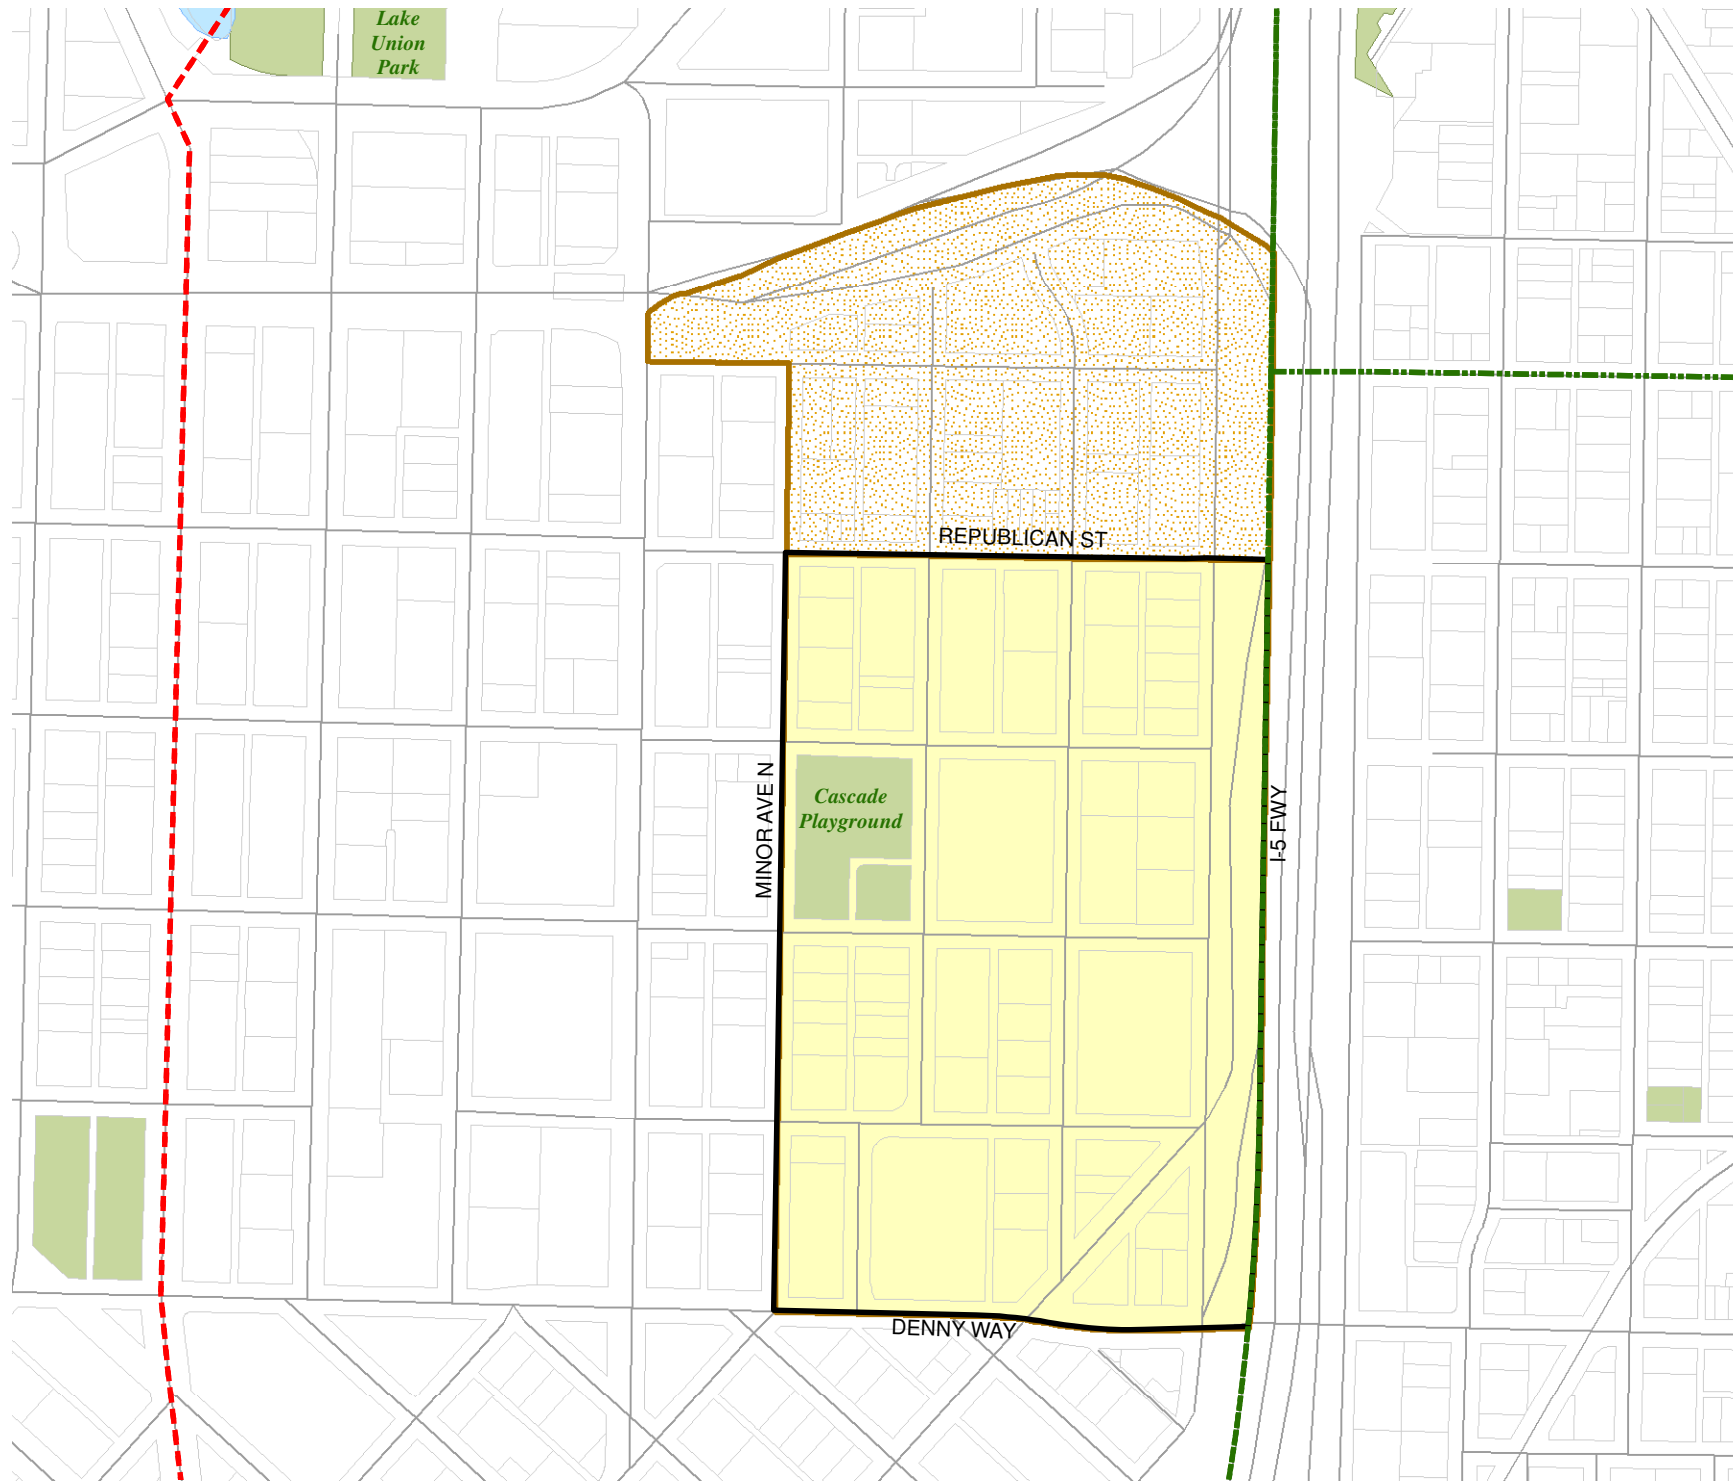 Lake
Union
Park
REPUBLICAN ST
MINOR AVE N
Cascade
Playground
I-5 FWY
DENNY WAY